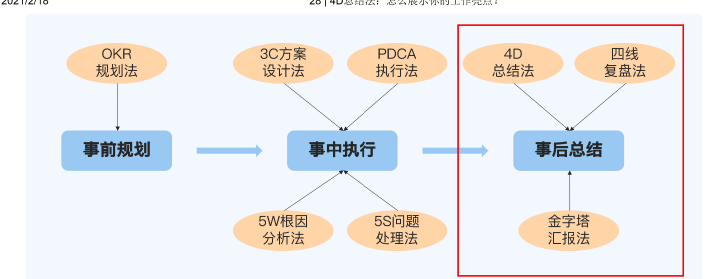 2021/2/18
28 | 4D总结法：怎么展示你的工作亮点？
OKR
规划法
3C方案
设计法
PDCA
执行法
4D
总结法
四线
复盘法
事前规划
事中执行
事后总结
5W根因
分析法
5S问题
处理法
金字塔
汇报法